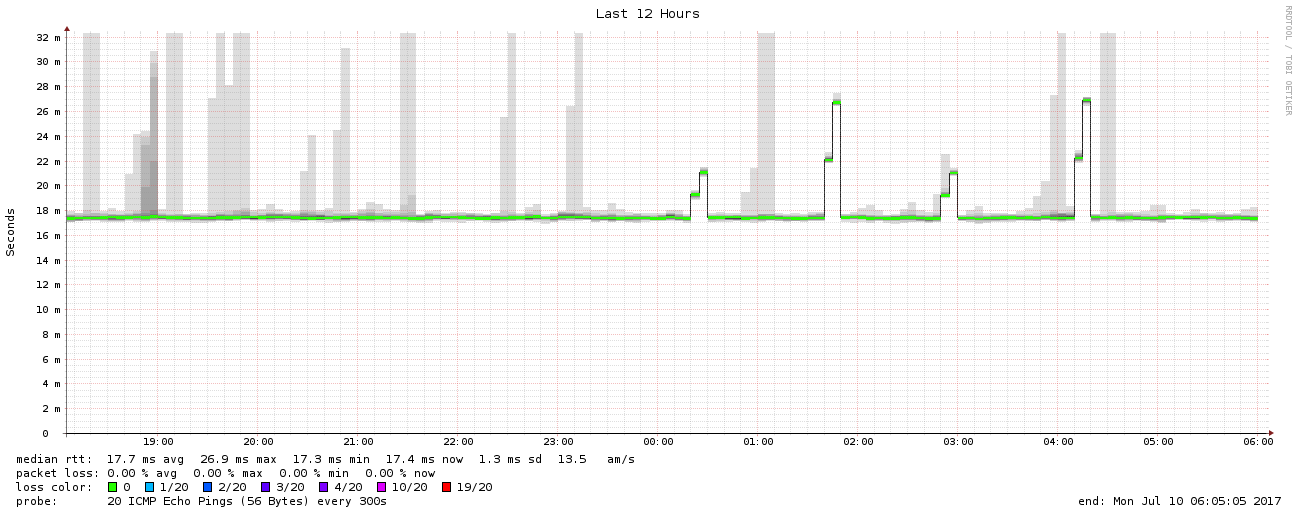 Last 12 Hours
RRDTOOL / TOBI OETIKER
Seconds
32 m
30 m
28 m
26 m
24 m
22 m
20 m
18 m
16 m
14 m
12 m
10 m
8 m
6 m
4 m
2 m
0
19:00 20:00 21:00 22:00 23:00 00:00 01:00 02:00 03:00 04:00 05:00 06:00
median rtt: 17.7 ms avg 26.9 ms max 17.3 ms min 17.4 ms now 1.3 ms sd 13.5 am/s
packet loss: 0.00 % avg 0.00 % max 0.00 % min 0.00 % now
loss color: 0 1/20 2/20 3/20 4/20 10/20 19/20
probe: 20 ICMP Echo Pings (56 Bytes) every 300s end: Mon Jul 10 06:05:05 2017